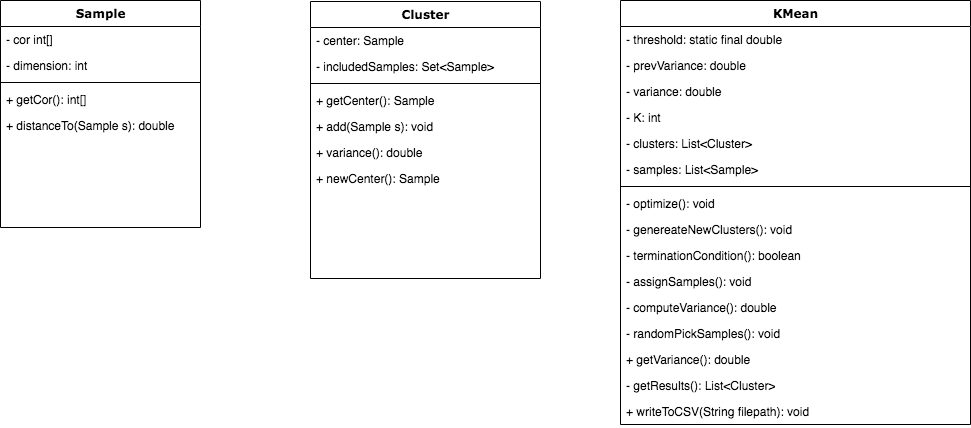 Sample
- cor int[]
- dimension: int
+ getCor(): int[]
+ distanceTo(Sample s): double
Cluster
- center: Sample
- includedSamples: Set<Sample>
+ getCenter(): Sample
+ add(Sample s): void
+ variance(): double
+ newCenter(): Sample
KMean
- threshold: static final double
- prevVariance: double
- variance: double
- K: int
- clusters: List<Cluster>
- samples: List<Sample>
- optimize(): void
- genereateNewClusters(): void
- terminationCondition(): boolean
- assignSamples(): void
- computeVariance(): double
- randomPickSamples(): void
+ getVariance(): double
- getResults(): List<Cluster>
+ writeToCSV(String filepath): void